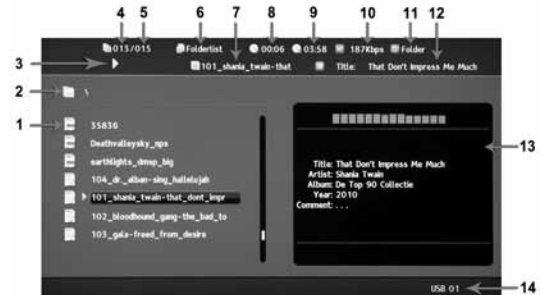 4 5 6 7 8 9 10 11 12
015/015 Folderlist 00:06 03:58 187Kbps Folder
3
101_shania_twain-that Title: That Don't Impress Me Much
2 \
1 35836
Deathvalleysky_nps
earthlights_dmsp_big
104_dr._alban-sing_hallelujah
101_shania_twain-that_dont_impr
102_bloodhound_gang-the_bad_to
103_gala-freed_from_desire
13
Title: That Don't Impress Me Much
Artist: Shania Twain
Album: De Top 90 Collectie
Year: 2010
Comment: . . .
USB 01 14